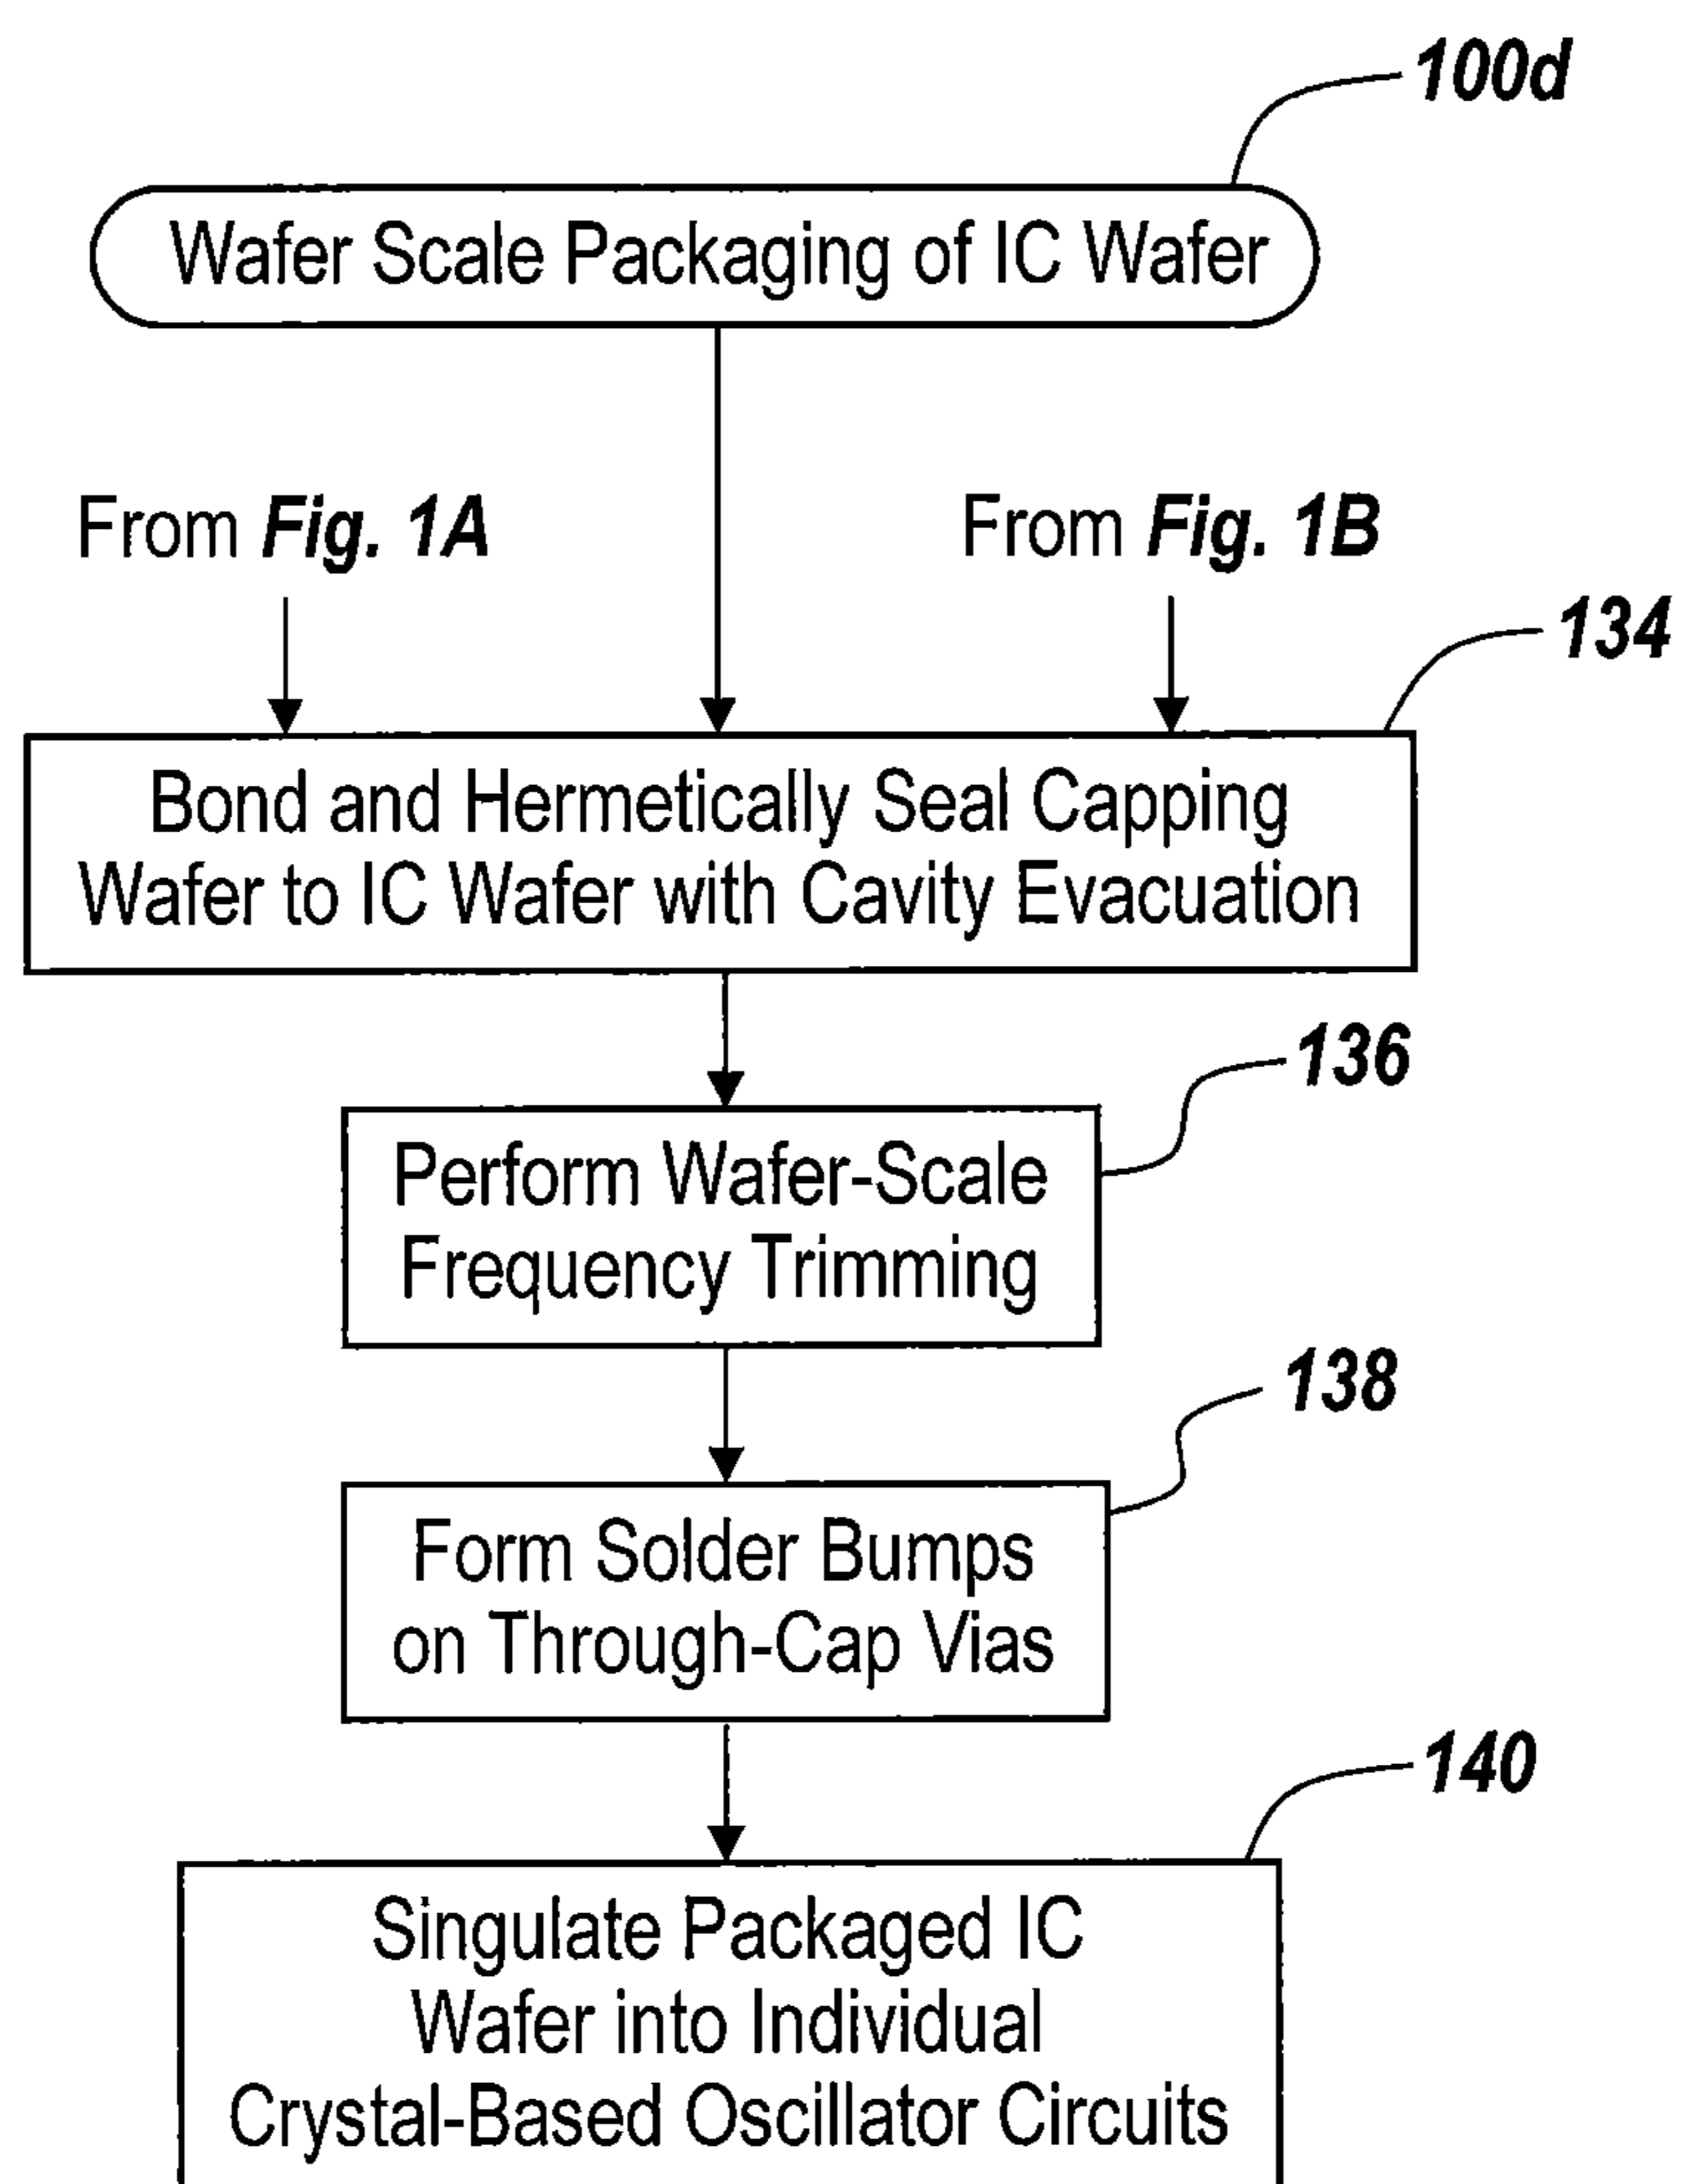 100d
Wafer Scale Packaging of IC Wafer
From Fig. 1A
From Fig. 1B
134
Bond and Hermetically Seal Capping
Wafer to IC Wafer with Cavity Evacuation
136
Perform Wafer-Scale
Frequency Trimming
138
Form Solder Bumps
on Through-Cap Vias
140
Singulate Packaged IC
Wafer into Individual
Crystal-Based Oscillator Circuits